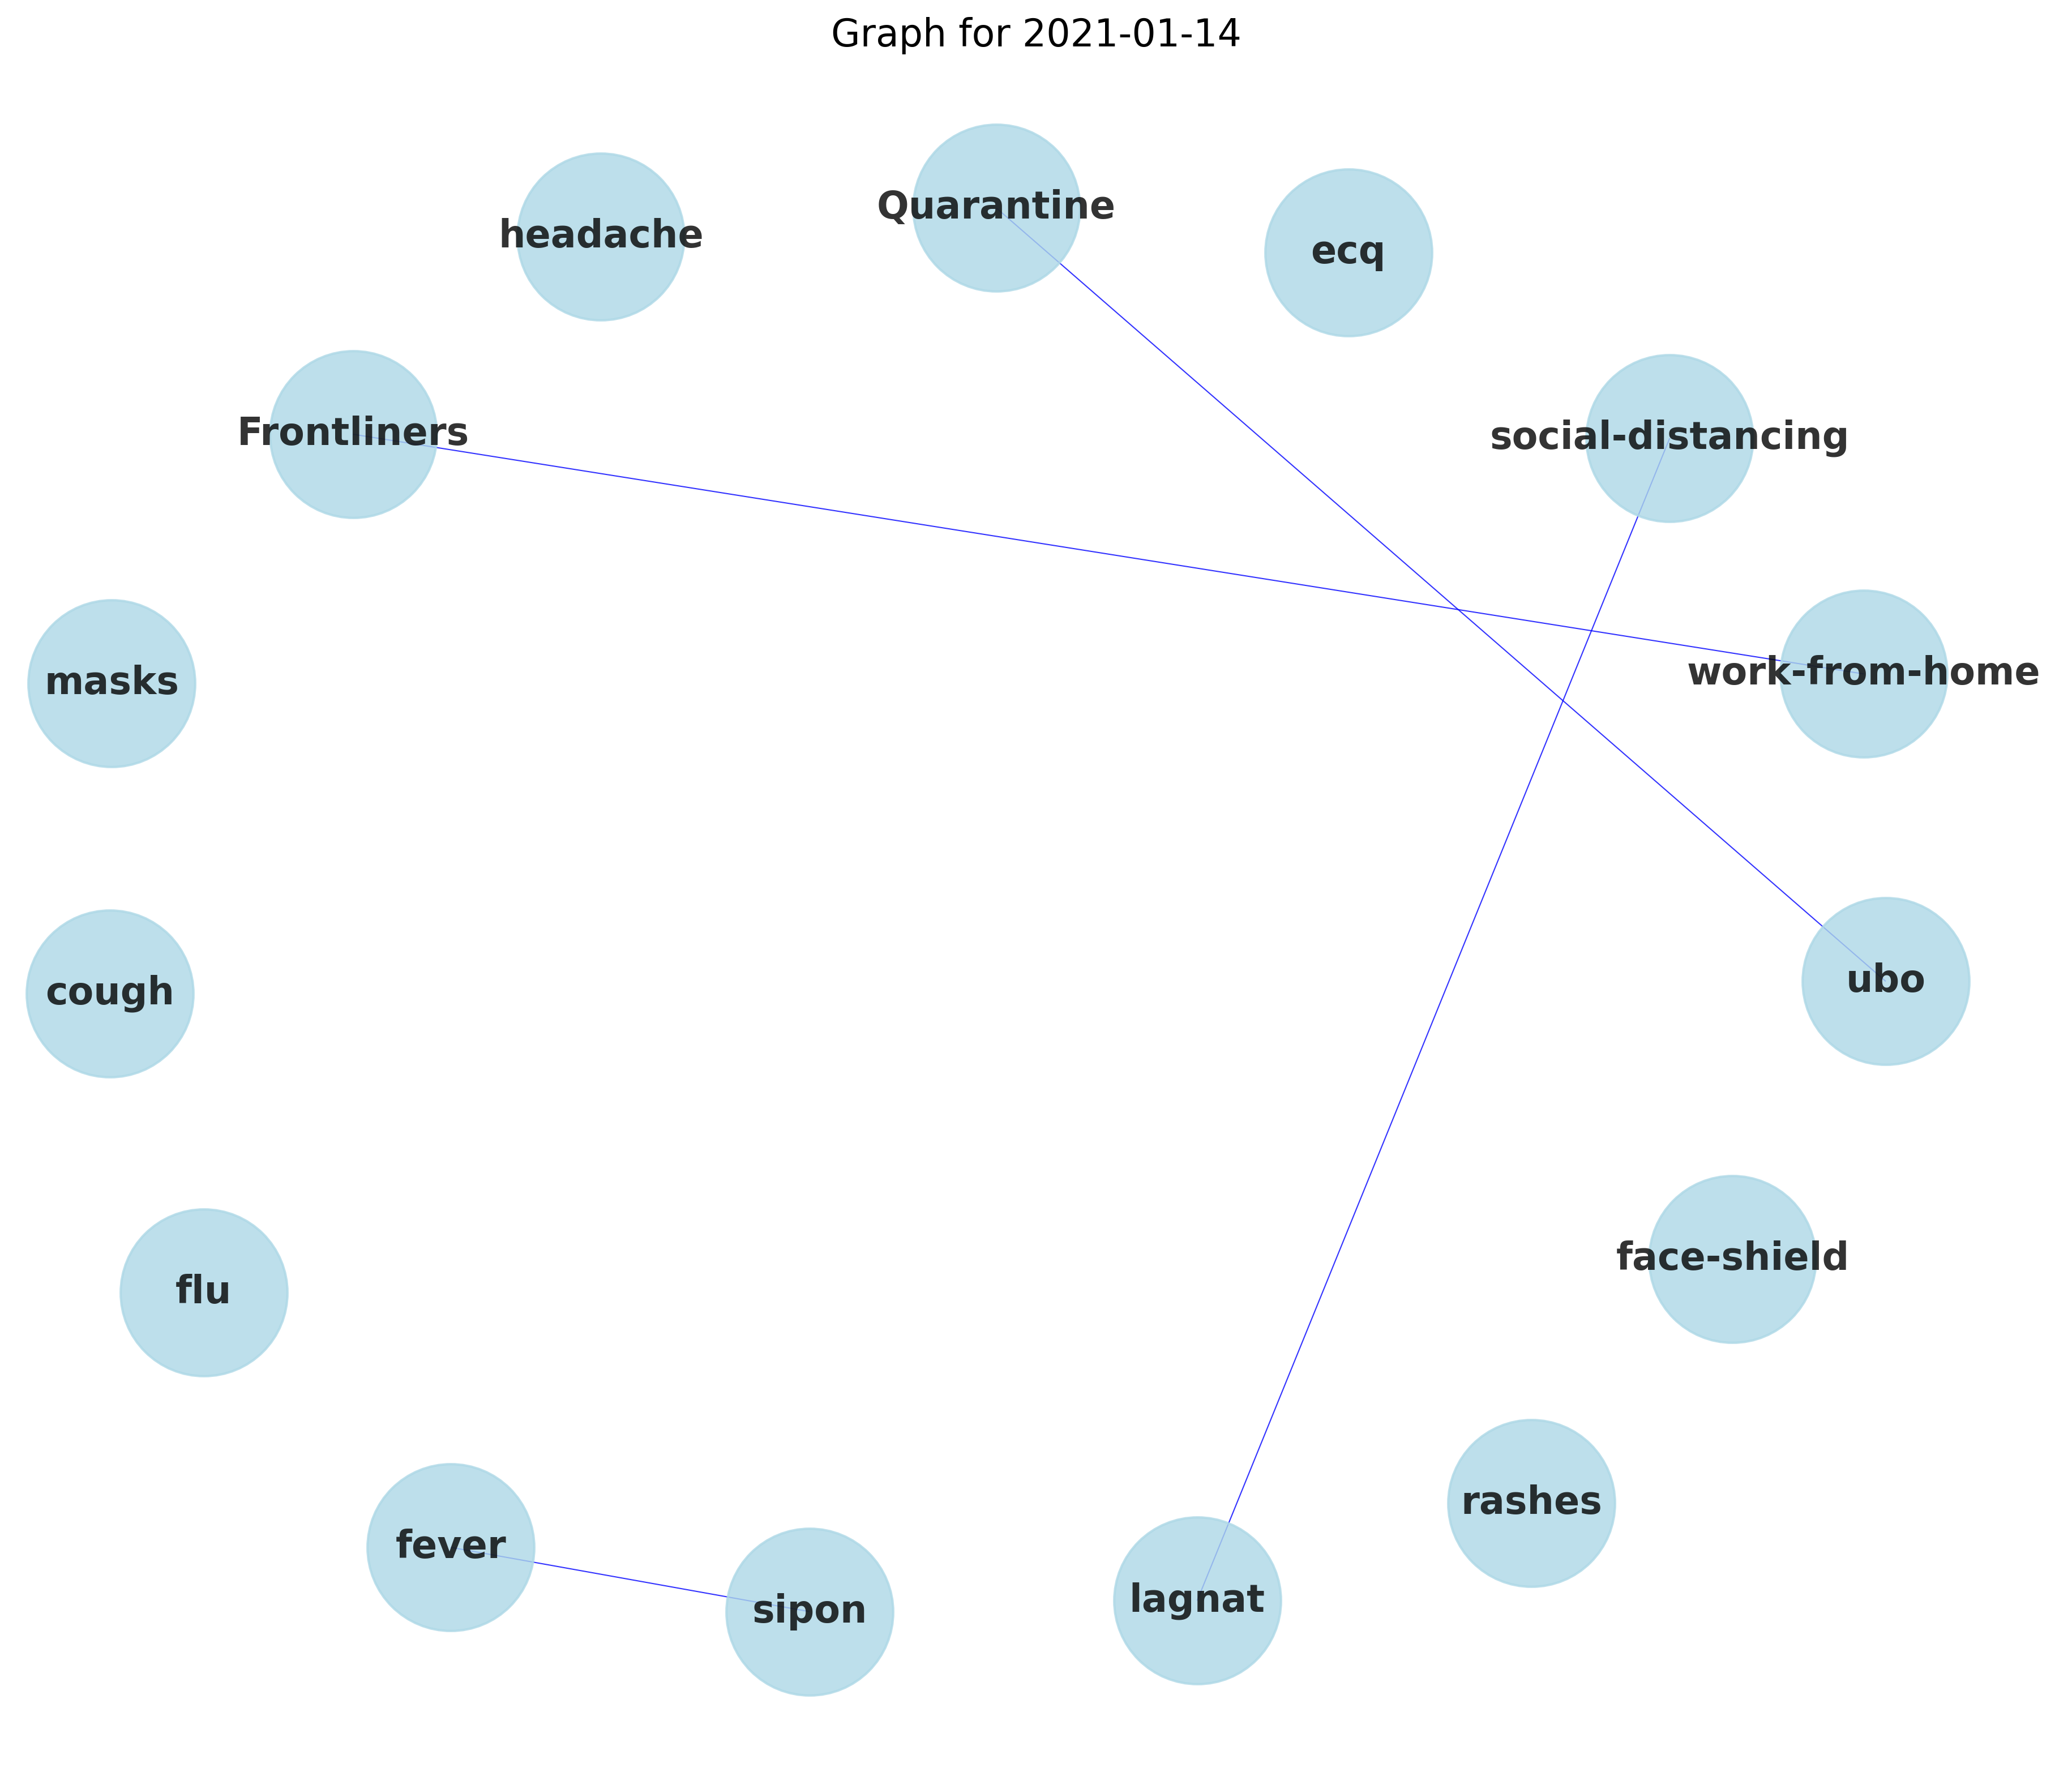 Graph for 2021-01-14
Quarantine
headache
ecq
Frontliners
social-distancing
work-from-home
masks
ubo
cough
face-shield
flu
rashes
fever
lagnat
sipon